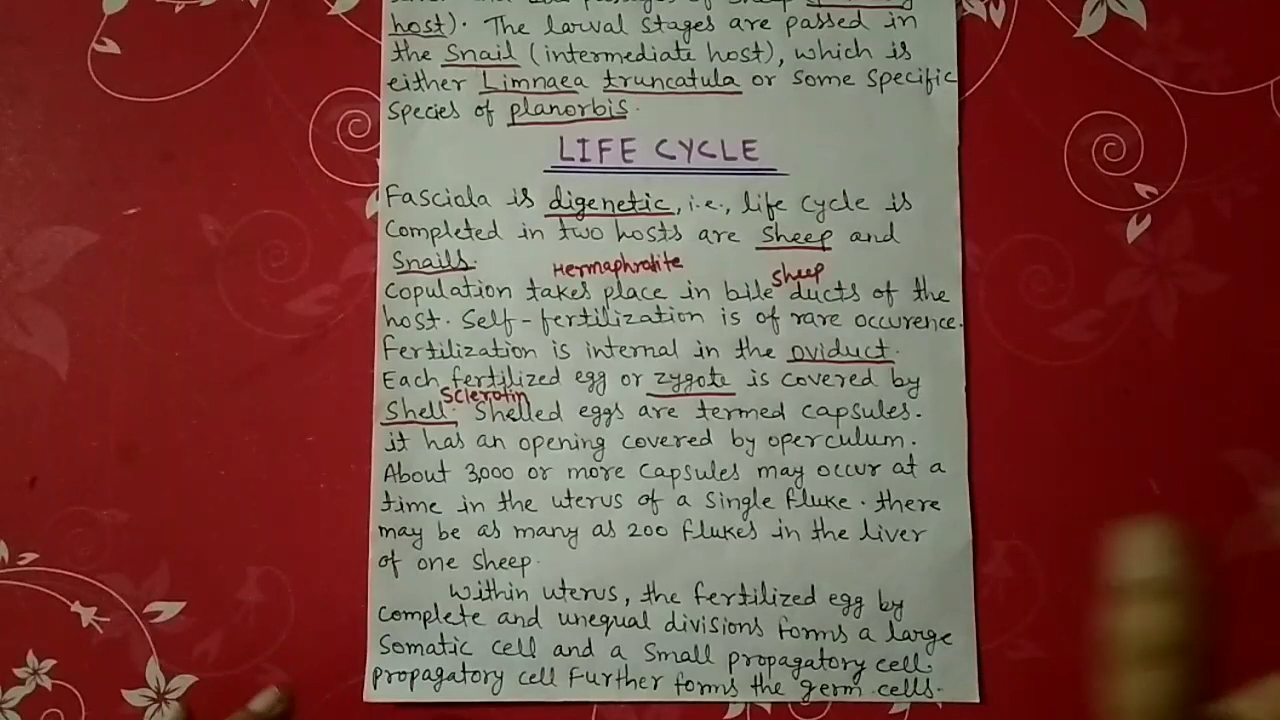 host). The larval stages are passed in
the Snail (intermediate host), which is
either Limnaea truncatula or some specific
species of planorbis.
LIFE CYCLE
Fasciola is digenetic, i.e., life cycle is
completed in two hosts are sheep and
Snails.
Hermaphrotite
sheep
Copulation takes place in bile ducts of the
host. Self-fertilization is of rare occurence.
Fertilization is internal in the oviduct.
Each fertilized egg or zygote is covered by
Sclerotin
Shell. Shelled eggs are termed capsules.
it has an opening covered by operculum.
About 3,000 or more capsules may occur at a
time in the uterus of a single fluke. there
may be as many as 200 flukes in the liver
of one sheep.
Within uterus, the fertilized egg by
complete and unequal divisions forms a large
somatic cell and a small propagatory cell.
propagatory cell further forms the germ cells.